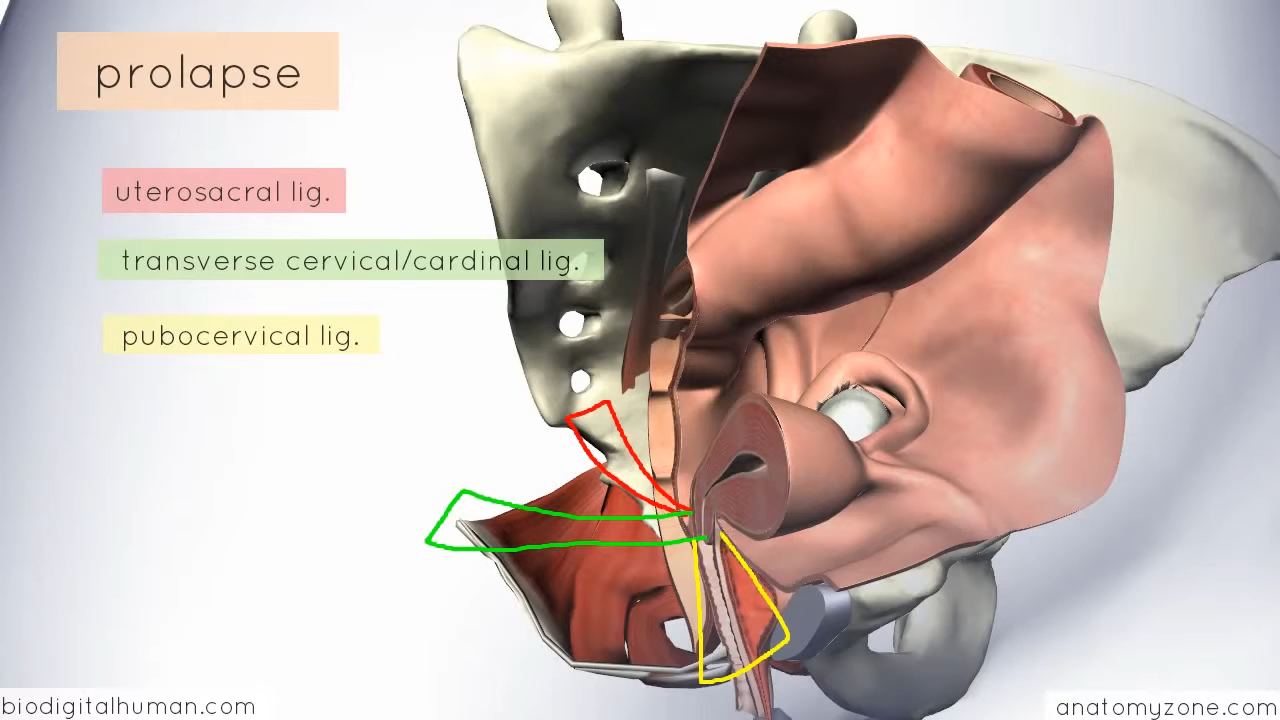 prolapse
uterosacral lig.
transverse cervical/cardinal lig.
pubocervical lig.
biodigitalhuman.com
anatomyzone.com